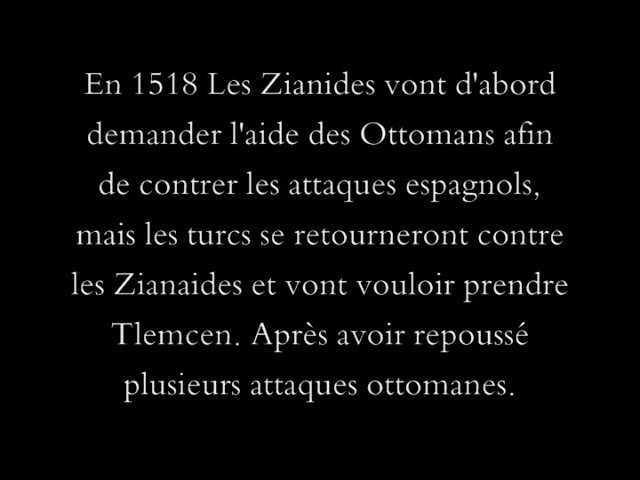 En 1518 Les Zianides vont d'abord
demander l'aide des Ottomans afin
de contrer les attaques espagnols,
mais les turcs se retourneront contre
les Zianaides et vont vouloir prendre
Tlemcen. Après avoir repoussé
plusieurs attaques ottomanes.